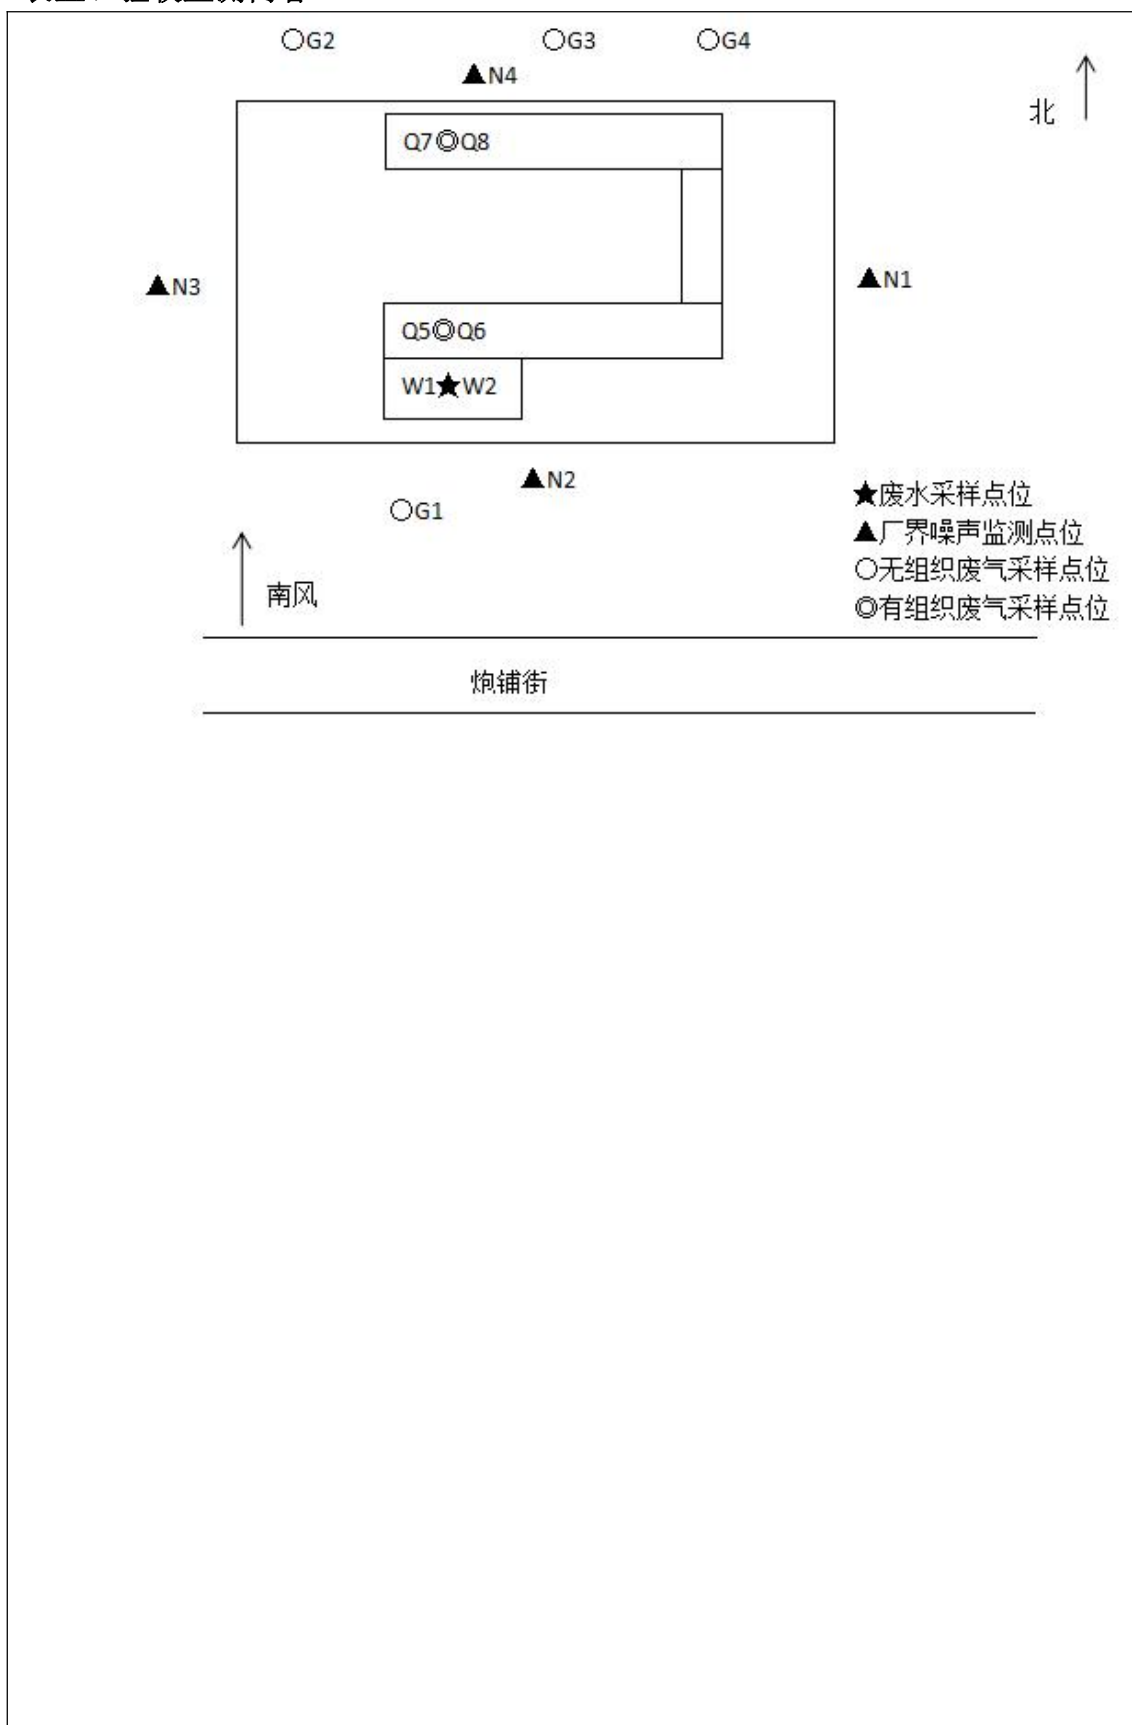 ○G2 ○G3 ○G4
▲N4
北
Q7◎Q8
▲N3
▲N1
Q5◎Q6
W1★W2
▲N2
○G1
★废水采样点位
▲厂界噪声监测点位
○无组织废气采样点位
◎有组织废气采样点位
南风
炮铺街